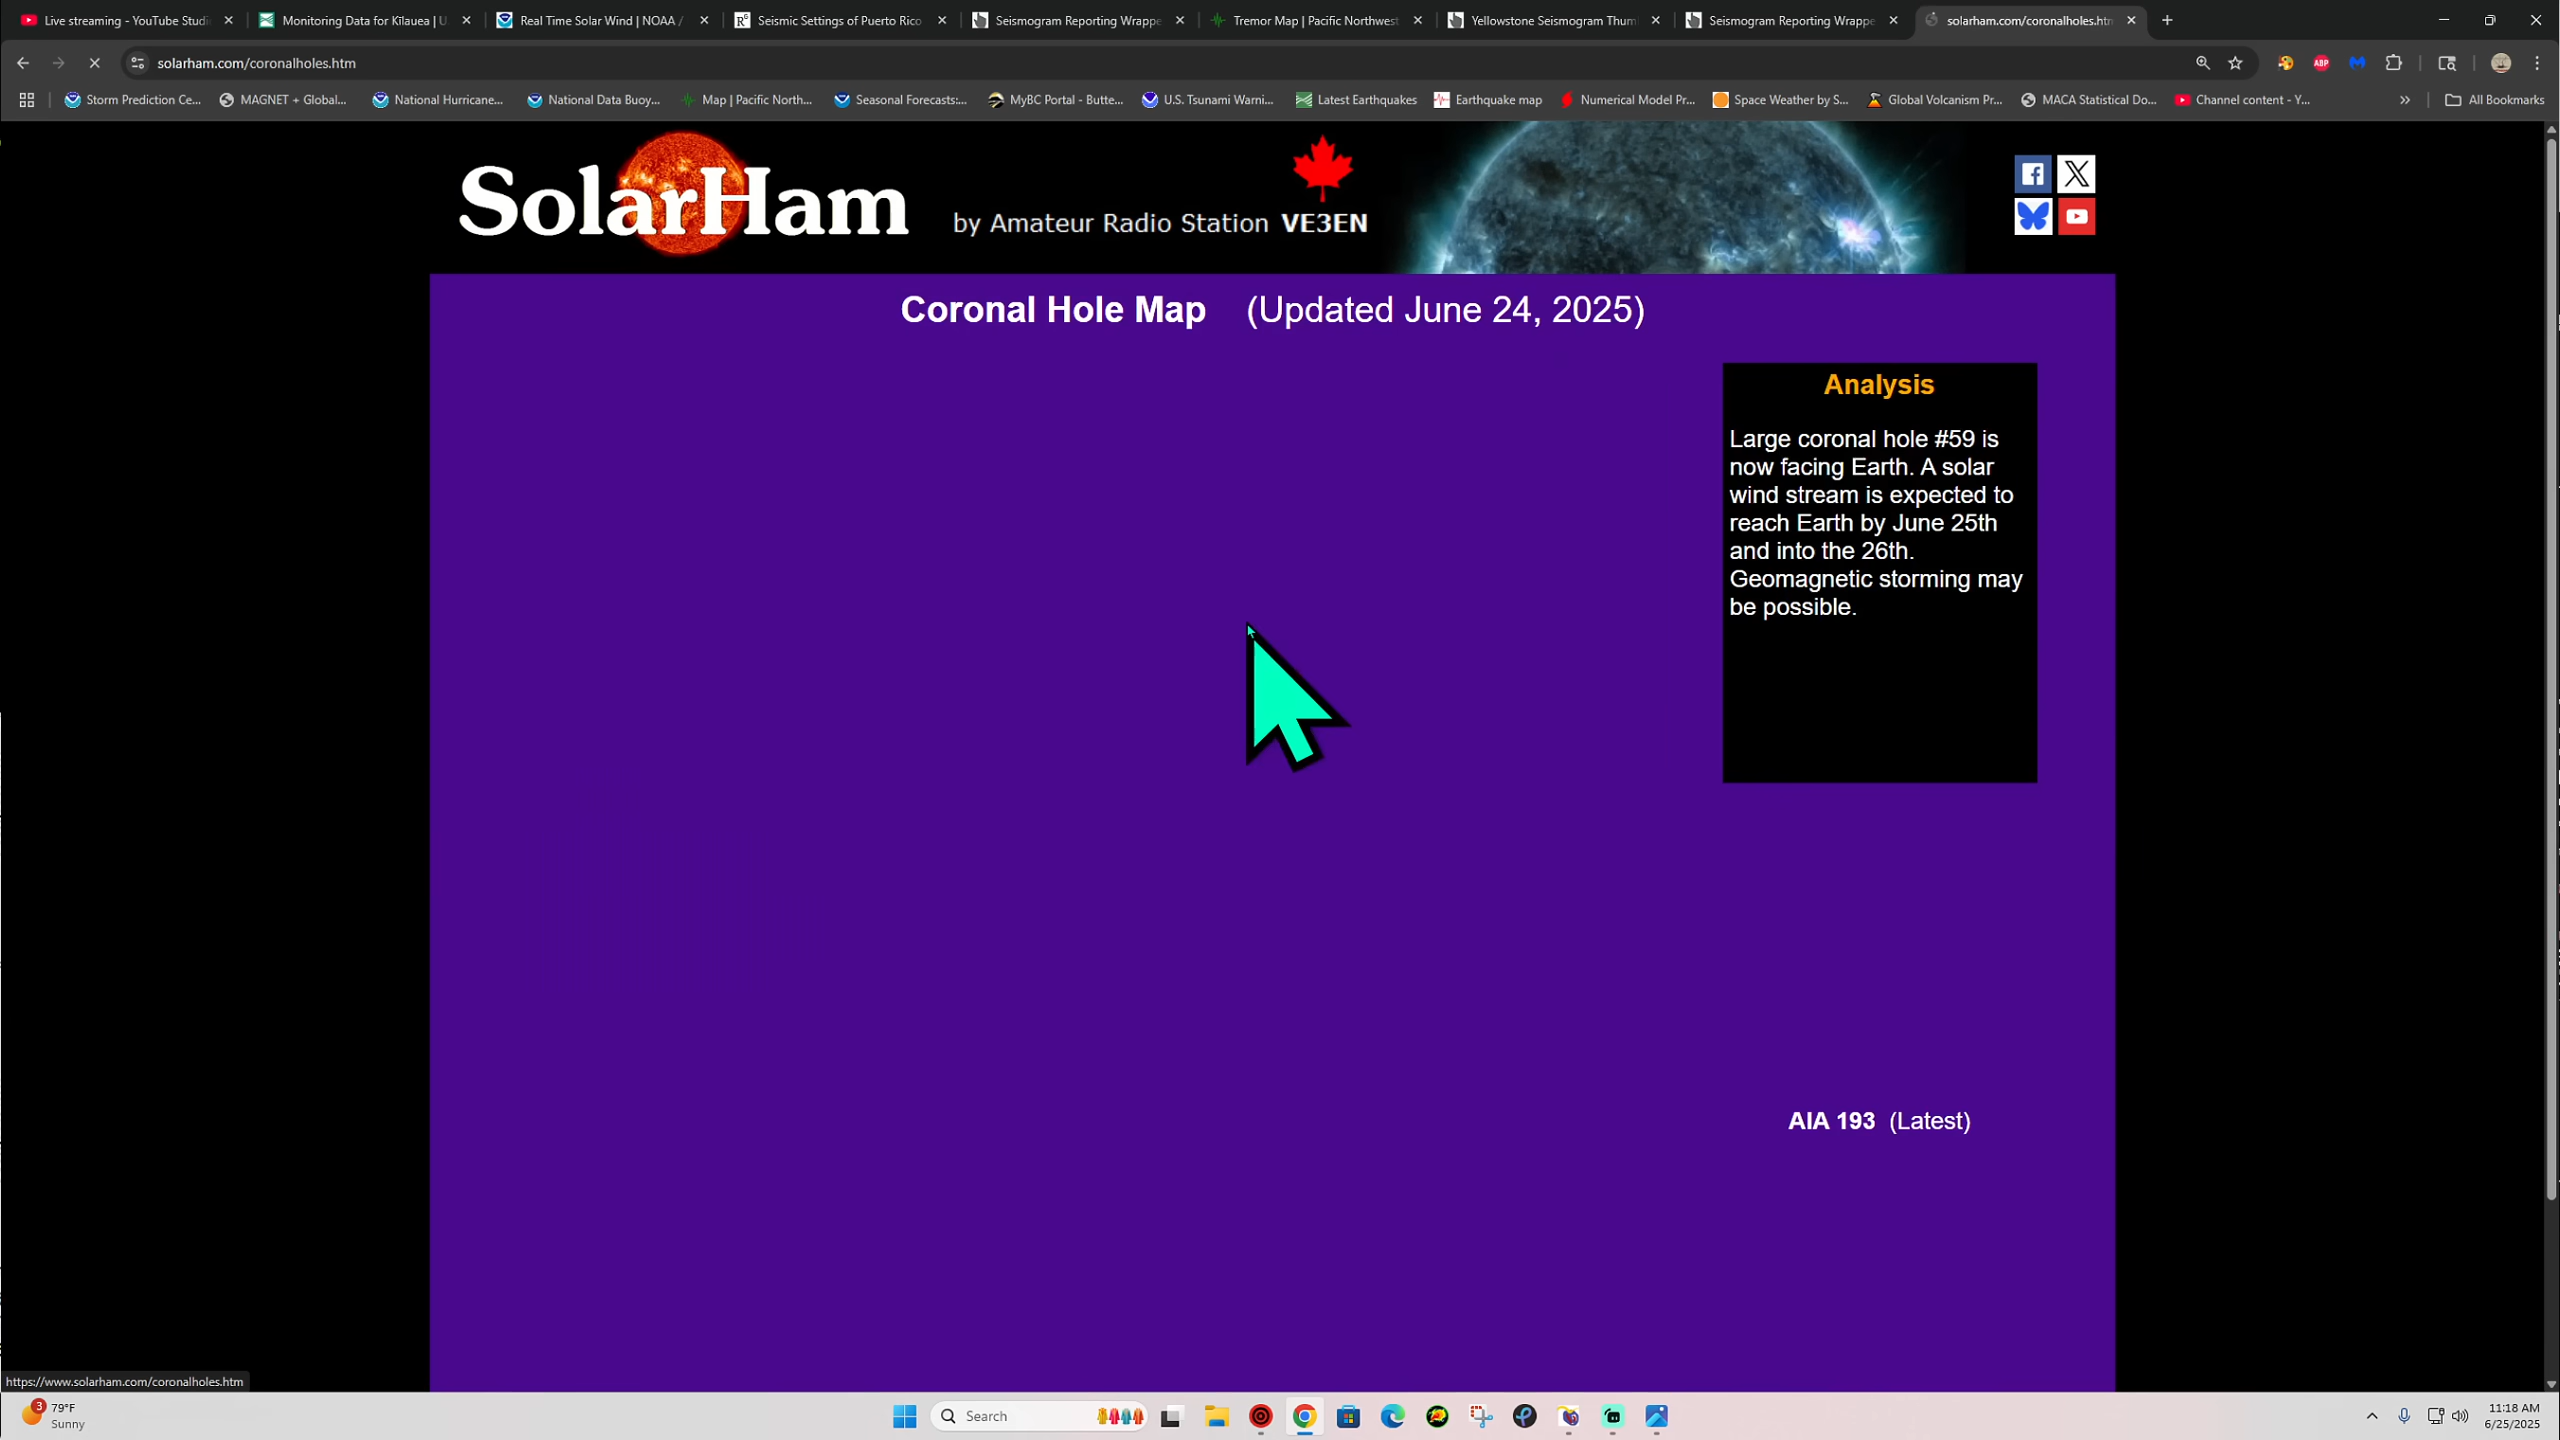 Live streaming - YouTube Studi
Monitoring Data for Kīlauea | U
Real Time Solar Wind | NOAA /
Seismic Settings of Puerto Rico
Seismogram Reporting Wrappe
Tremor Map | Pacific Northwest
Yellowstone Seismogram Thum
Seismogram Reporting Wrappe
solarham.com/coronalholes.htm
solarham.com/coronalholes.htm
Storm Prediction Ce...
MAGNET + Global...
National Hurricane...
National Data Buoy...
Map | Pacific North...
Seasonal Forecasts:...
MyBC Portal - Butte...
U.S. Tsunami Warni...
Latest Earthquakes
Earthquake map
Numerical Model Pr...
Space Weather by S...
Global Volcanism Pr...
MACA Statistical Do...
Channel content - Y...
All Bookmarks
SolarHam
by Amateur Radio Station VE3EN
Coronal Hole Map (Updated June 24, 2025)
Analysis
Large coronal hole #59 is
now facing Earth. A solar
wind stream is expected to
reach Earth by June 25th
and into the 26th.
Geomagnetic storming may
be possible.
AIA 193 (Latest)
https://www.solarham.com/coronalholes.htm
3
79°F
Sunny
Search
11:18 AM
6/25/2025